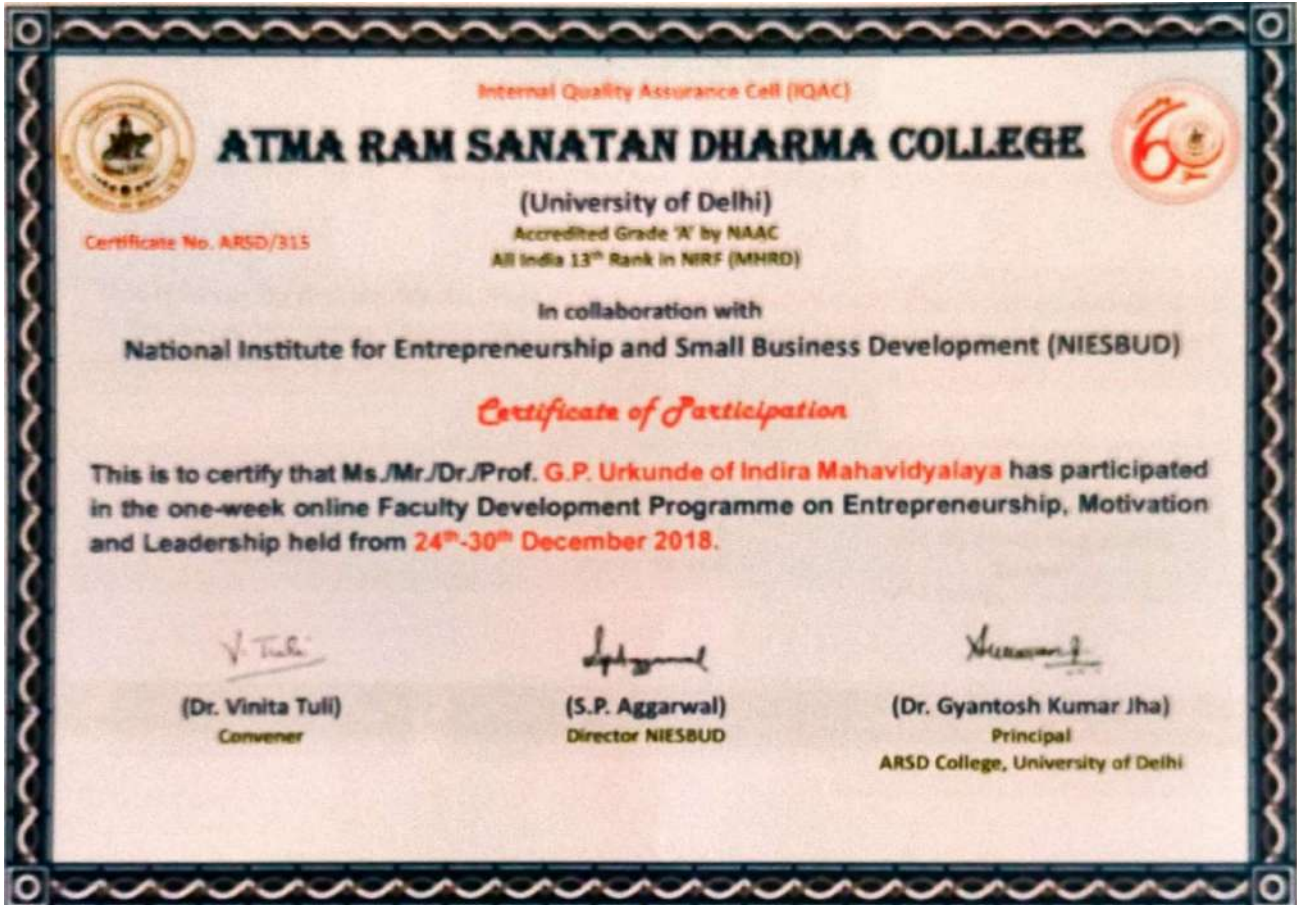 Internal Quality Assurance Cell (IQAC)
ATMA RAM SANATAN DHARMA COLLEGE
60
(University of Delhi)
Accredited Grade 'A' by NAAC
Certificate No. ARSD/315
All India 13th Rank in NIRF (MHRD)
In collaboration with
National Institute for Entrepreneurship and Small Business Development (NIESBUD)
Certificate of Participation
This is to certify that Ms./Mr./Dr./Prof. G.P. Urkunde of Indira Mahavidyalaya has participated
in the one-week online Faculty Development Programme on Entrepreneurship, Motivation
and Leadership held from 24th-30th December 2018.
V. Tuli
(Dr. Vinita Tuli)
Convener
SpAggarwal
(S.P. Aggarwal)
Director NIESBUD
(Dr. Gyantosh Kumar Jha)
Principal
ARSD College, University of Delhi